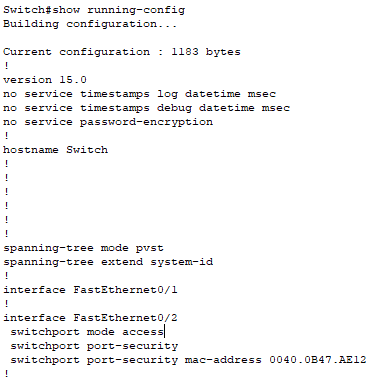 Switch#show running-config
Building configuration...
Current configuration : 1183 bytes
!
version 15.0
no service timestamps log datetime msec
no service timestamps debug datetime msec
no service password-encryption
!
hostname Switch
!
!
!
!
!
!
spanning-tree mode pvst
spanning-tree extend system-id
!
interface FastEthernet0/1
!
interface FastEthernet0/2
switchport mode access
switchport port-security
switchport port-security mac-address 0040.0B47.AE12
!